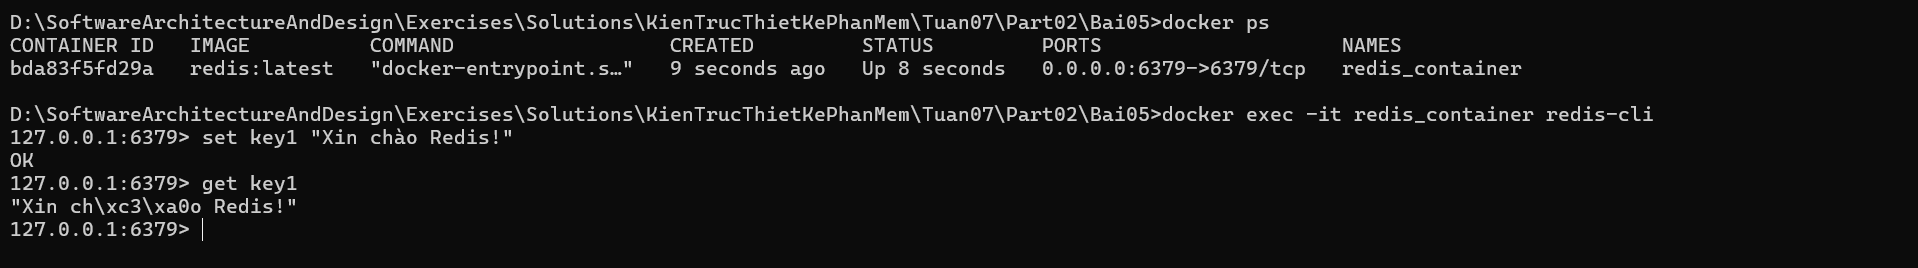 D:\SoftwareArchitectureAndDesign\Exercises\Solutions\KienTrucThietKePhanMem\Tuan07\Part02\Bai05>docker ps
CONTAINER ID   IMAGE          COMMAND                  CREATED         STATUS         PORTS                    NAMES
bda83f5fd29a   redis:latest   "docker-entrypoint.s…"   9 seconds ago   Up 8 seconds   0.0.0.0:6379->6379/tcp   redis_container
D:\SoftwareArchitectureAndDesign\Exercises\Solutions\KienTrucThietKePhanMem\Tuan07\Part02\Bai05>docker exec -it redis_container redis-cli
127.0.0.1:6379> set key1 "Xin chào Redis!"
OK
127.0.0.1:6379> get key1
"Xin ch\xc3\xa0o Redis!"
127.0.0.1:6379>